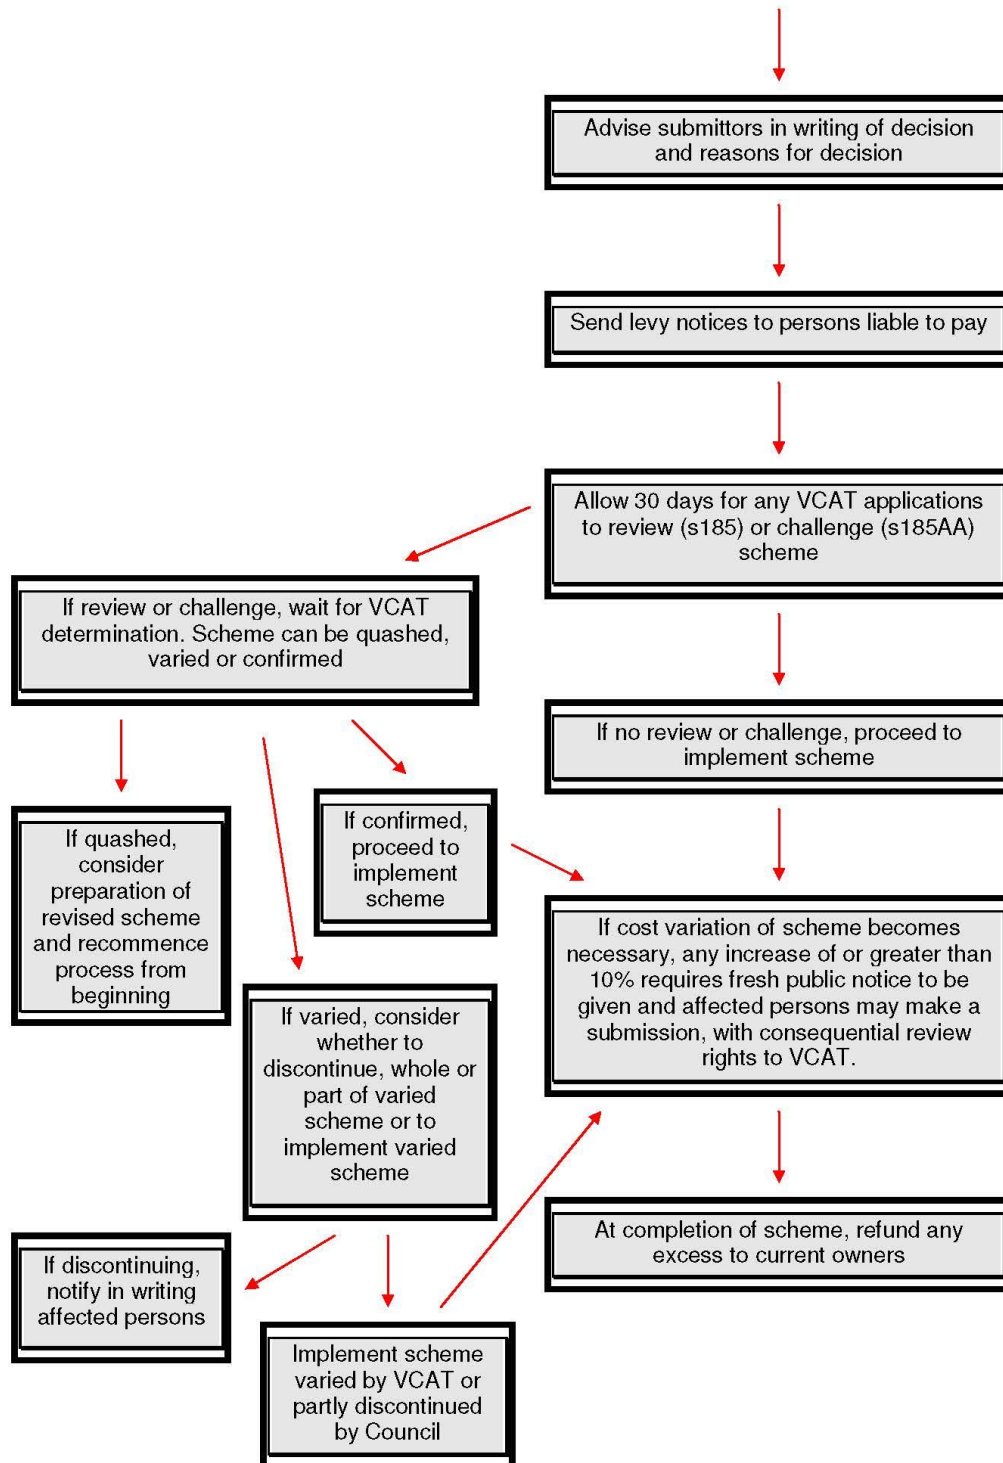 Advise submittors in writing of decision
and reasons for decision
Send levy notices to persons liable to pay
Allow 30 days for any VCAT applications
to review (s185) or challenge (s185AA)
scheme
If review or challenge, wait for VCAT
determination. Scheme can be quashed,
varied or confirmed
If no review or challenge, proceed to
implement scheme
If quashed,
consider
preparation of
revised scheme
and recommence
process from
beginning
If confirmed,
proceed to
implement
scheme
If cost variation of scheme becomes
necessary, any increase of or greater than
10% requires fresh public notice to be
given and affected persons may make a
submission, with consequential review
rights to VCAT.
If varied, consider
whether to
discontinue, whole or
part of varied
scheme or to
implement varied
scheme
At completion of scheme, refund any
excess to current owners
If discontinuing,
notify in writing
affected persons
Implement scheme
varied by VCAT or
partly discontinued
by Council